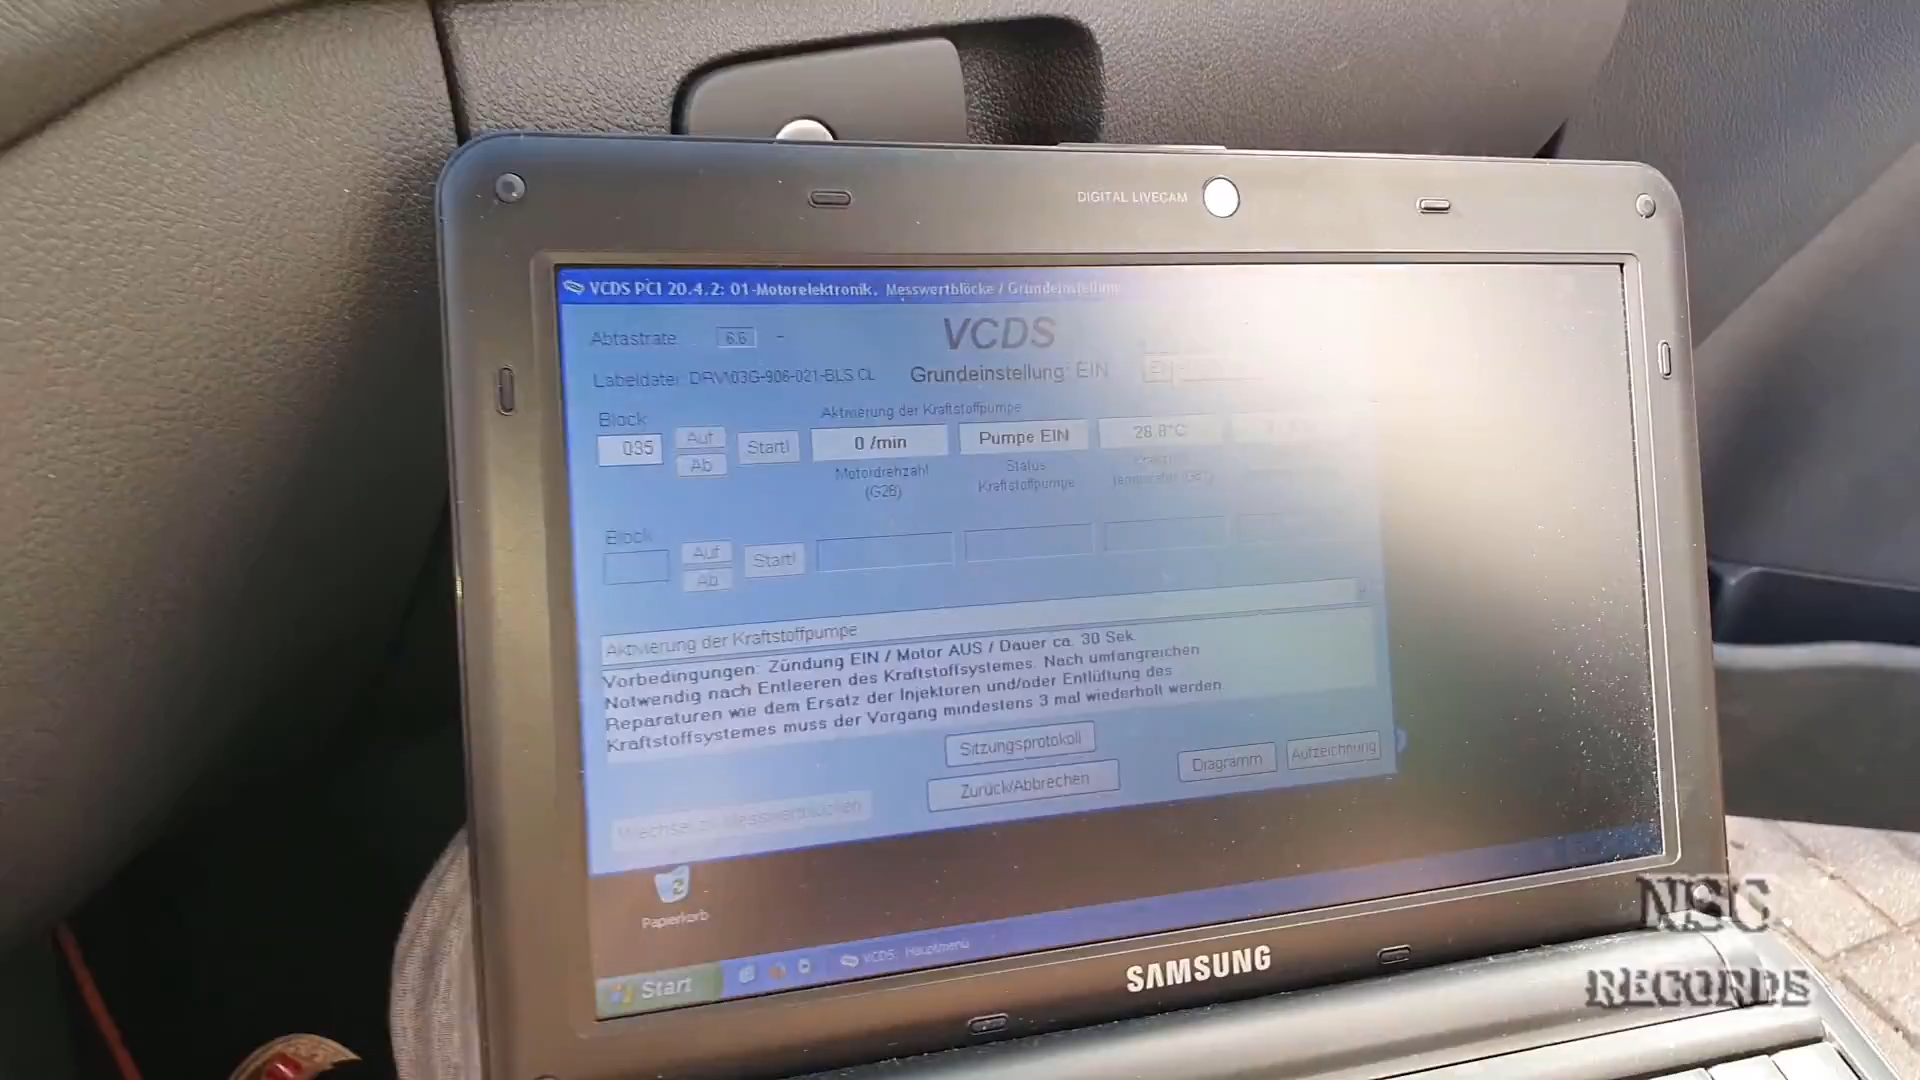 DIGITAL LIVECAM
VCDS PCI 20.4.2: 01-Motorelektronik, Messwertblöcke / Grundeinstellung
Abtastrate 6.6 -
VCDS
Labeldatei: DRV\03G-906-021-BLS.CL
Grundeinstellung: EIN
Block
Aktivierung der Kraftstoffpumpe
035 Auf Ab Start! 0 /min Pumpe EIN 28.8°C
Motordrehzahl (G28)
Status Kraftstoffpumpe
Block
Auf Ab Start!
Aktivierung der Kraftstoffpumpe
Vorbedingungen: Zündung EIN / Motor AUS / Dauer ca. 30 Sek.
Notwendig nach Entleeren des Kraftstoffsystemes. Nach umfangreichen
Reparaturen wie dem Ersatz der Injektoren und/oder Entlüftung des
Kraftstoffsystemes muss der Vorgang mindestens 3 mal wiederholt werden.
Sitzungsprotokoll
Zurück/Abbrechen
Diagramm
Aufzeichnung
Papierkorb
Start
VCDS: Hauptmenü
SAMSUNG
NSC
RECORDS